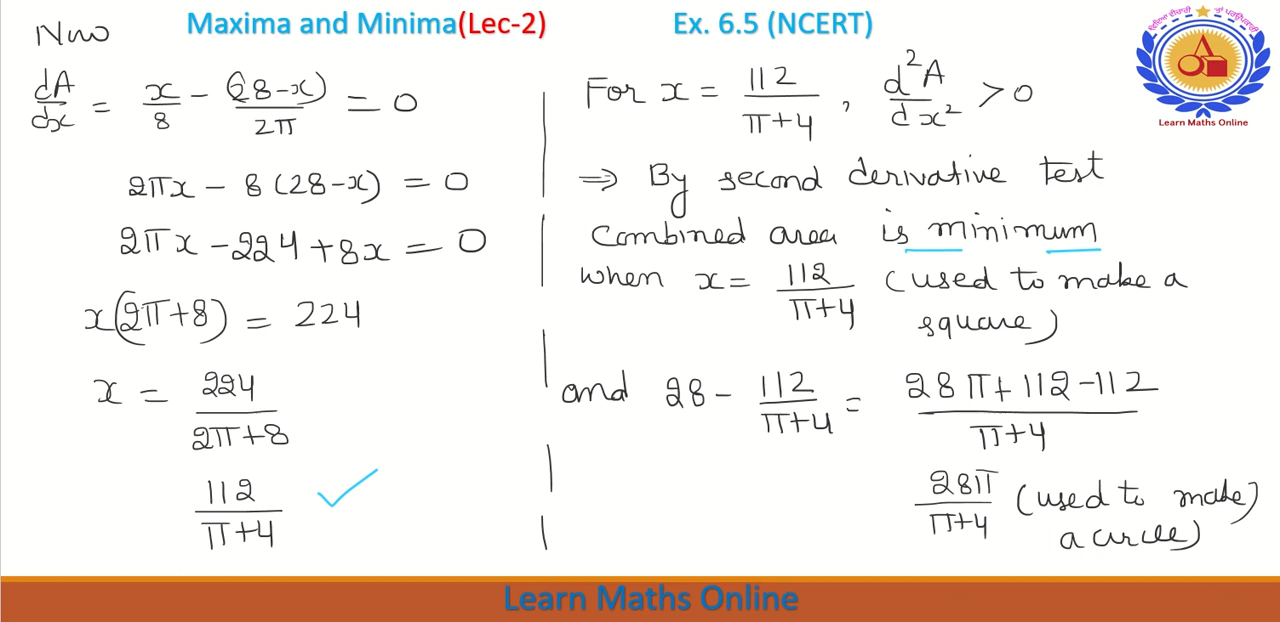 Maxima and Minima(Lec-2)
Ex. 6.5 (NCERT)
Now
dA/dx = x/8 - (28-x)/2π = 0
2πx - 8(28-x) = 0
2πx - 224 + 8x = 0
x(2π+8) = 224
x = 224/2π+8
112/π+4 ✓
For x = 112/π+4, d²A/dx² > 0
⇒ By second derivative test
Combined area is minimum
when x = 112/π+4 (used to make a
square)
and 28 - 112/π+4 = 28π+112-112/π+4
28π/π+4 (used to make)
a circle)
Learn Maths Online
Learn Maths Online